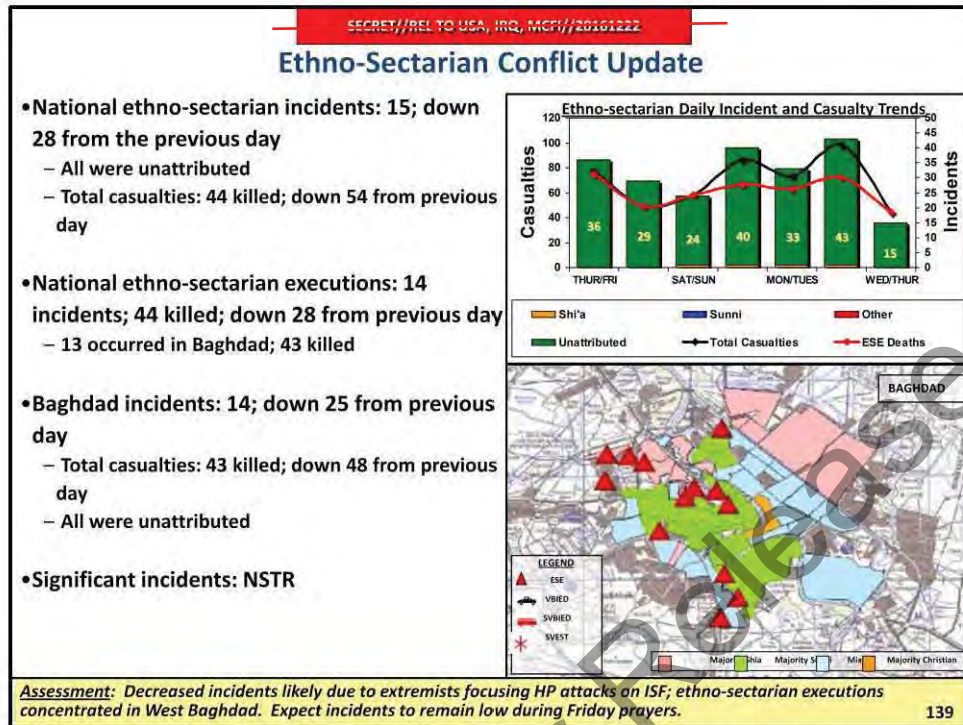 SECRET//REL TO USA, IRQ, MCFI//20161222
Ethno-Sectarian Conflict Update
•National ethno-sectarian incidents: 15; down
28 from the previous day
– All were unattributed
– Total casualties: 44 killed; down 54 from previous
day
•National ethno-sectarian executions: 14
incidents; 44 killed; down 28 from previous day
– 13 occurred in Baghdad; 43 killed
•Baghdad incidents: 14; down 25 from previous
day
– Total casualties: 43 killed; down 48 from previous
day
– All were unattributed
•Significant incidents: NSTR
Ethno-sectarian Daily Incident and Casualty Trends
Casualties
120
100
80
60
40
20
0
36
29
24
40
33
43
15
50
45
40
35
30
25
20
15
10
5
0
Incidents
THUR/FRI SAT/SUN MON/TUES WED/THUR
Shi'a Sunni Other
Unattributed Total Casualties ESE Deaths
BAGHDAD
LEGEND
ESE
VBIED
SVBIED
SVEST
Majori Shia Majority S i Mix Majority Christian
Release
Assessment: Decreased incidents likely due to extremists focusing HP attacks on ISF; ethno-sectarian executions
concentrated in West Baghdad. Expect incidents to remain low during Friday prayers.
139